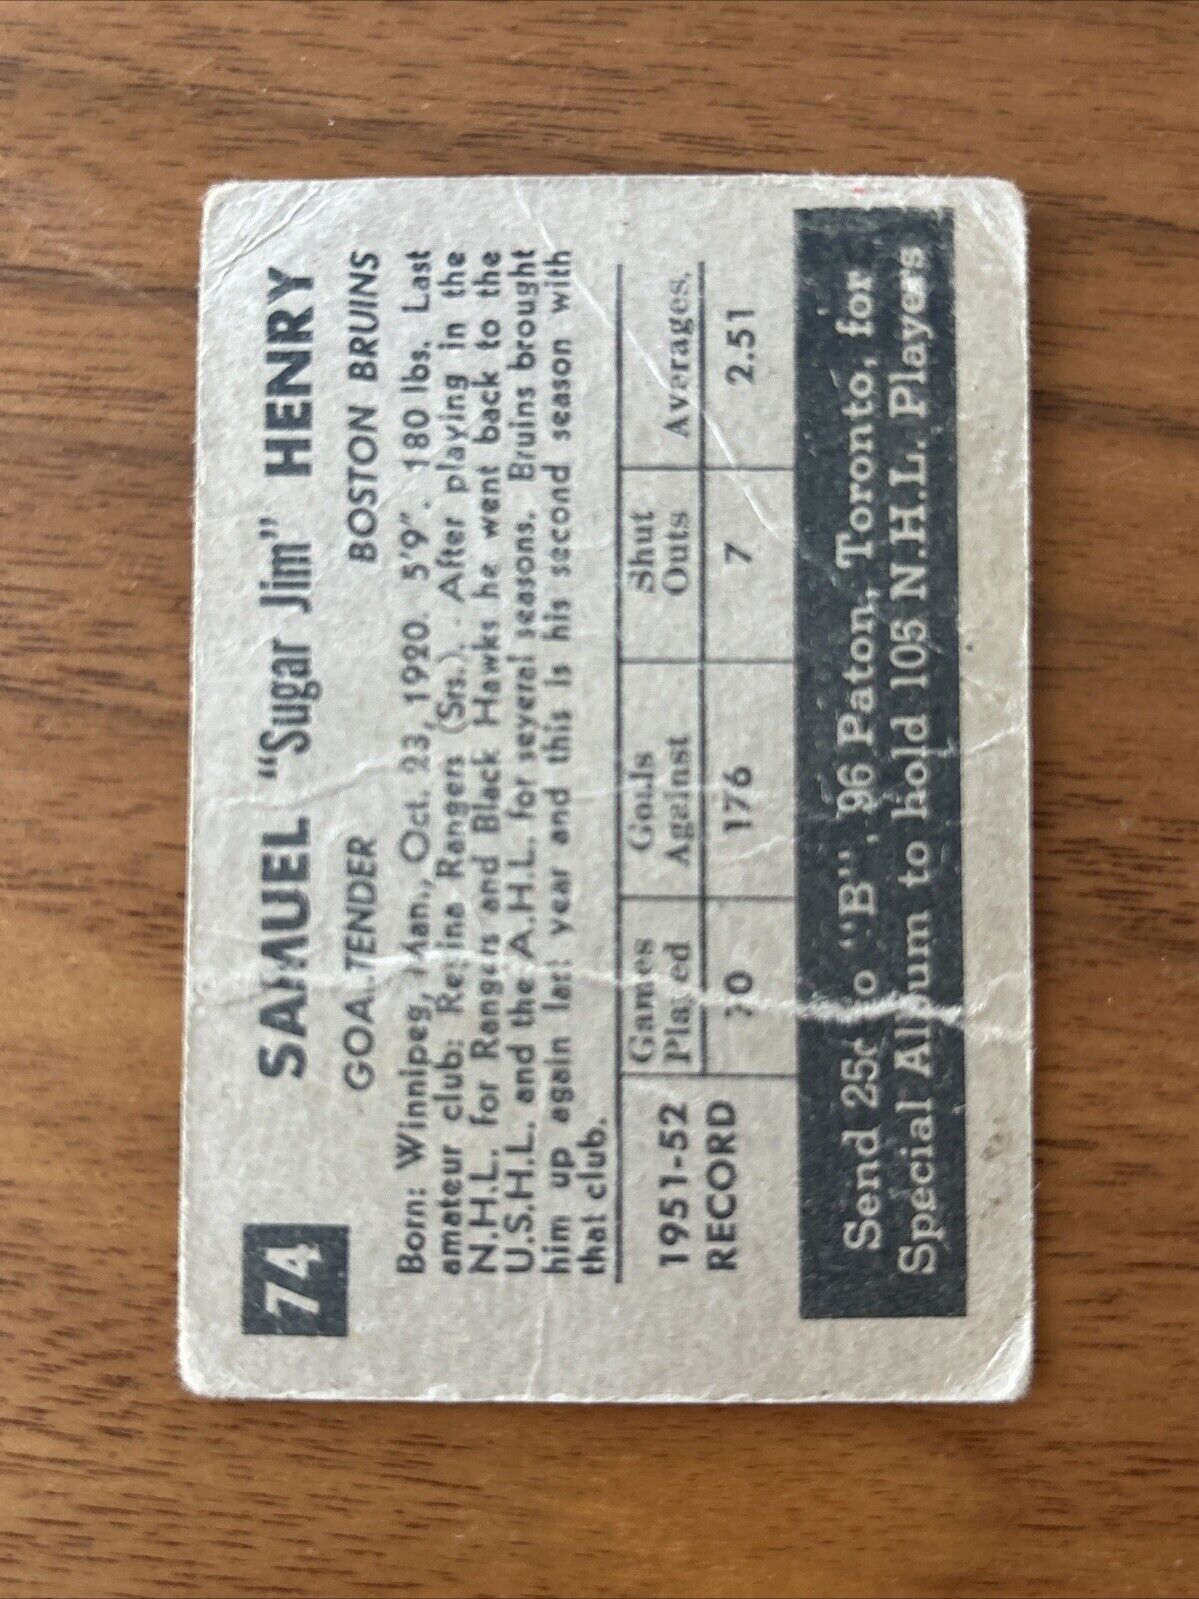 74
SAMUEL "Sugar Jim" HENRY
GOALTENDER BOSTON BRUINS
Born: Winnipeg, Man., Oct. 23, 1920. 5'9". 180 lbs. Last
amateur club: Regina Rangers (Srs.). After playing in the
N.H.L. for Rangers and Black Hawks he went back to the
U.S.H.L. and the A.H.L. for several seasons. Bruins brought
him up again last year and this is his second season with
that club.
1951-52 RECORD
Games Played
Goals Against
Shut Outs
Averages.
70 176 7 2.51
Send 25c to "B", 96 Paton, Toronto, for
Special Album to hold 105 N.H.L. Players